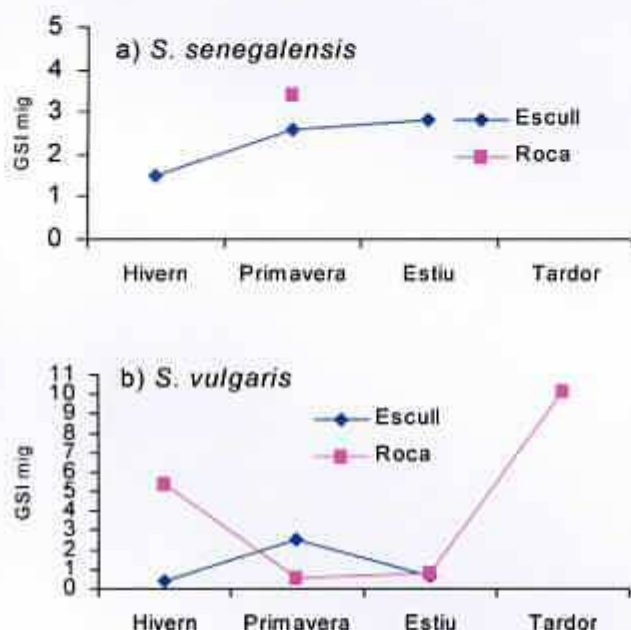 a) S. senegalensis
GSI mig
5
4
3
2
1
0
Escull
Roca
Hivern Primavera Estiu Tardor
b) S. vulgaris
GSI mig
11
10
9
8
7
6
5
4
3
2
1
0
Escull
Roca
Hivern Primavera Estiu Tardor